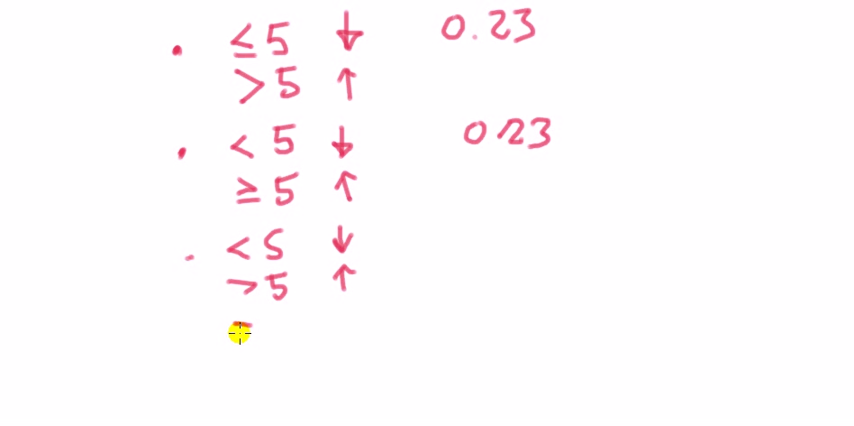 • ≤5 ↓ 0.23
>5 ↑
• <5 ↓ 0.23
≥5 ↑
• <5 ↓
>5 ↑